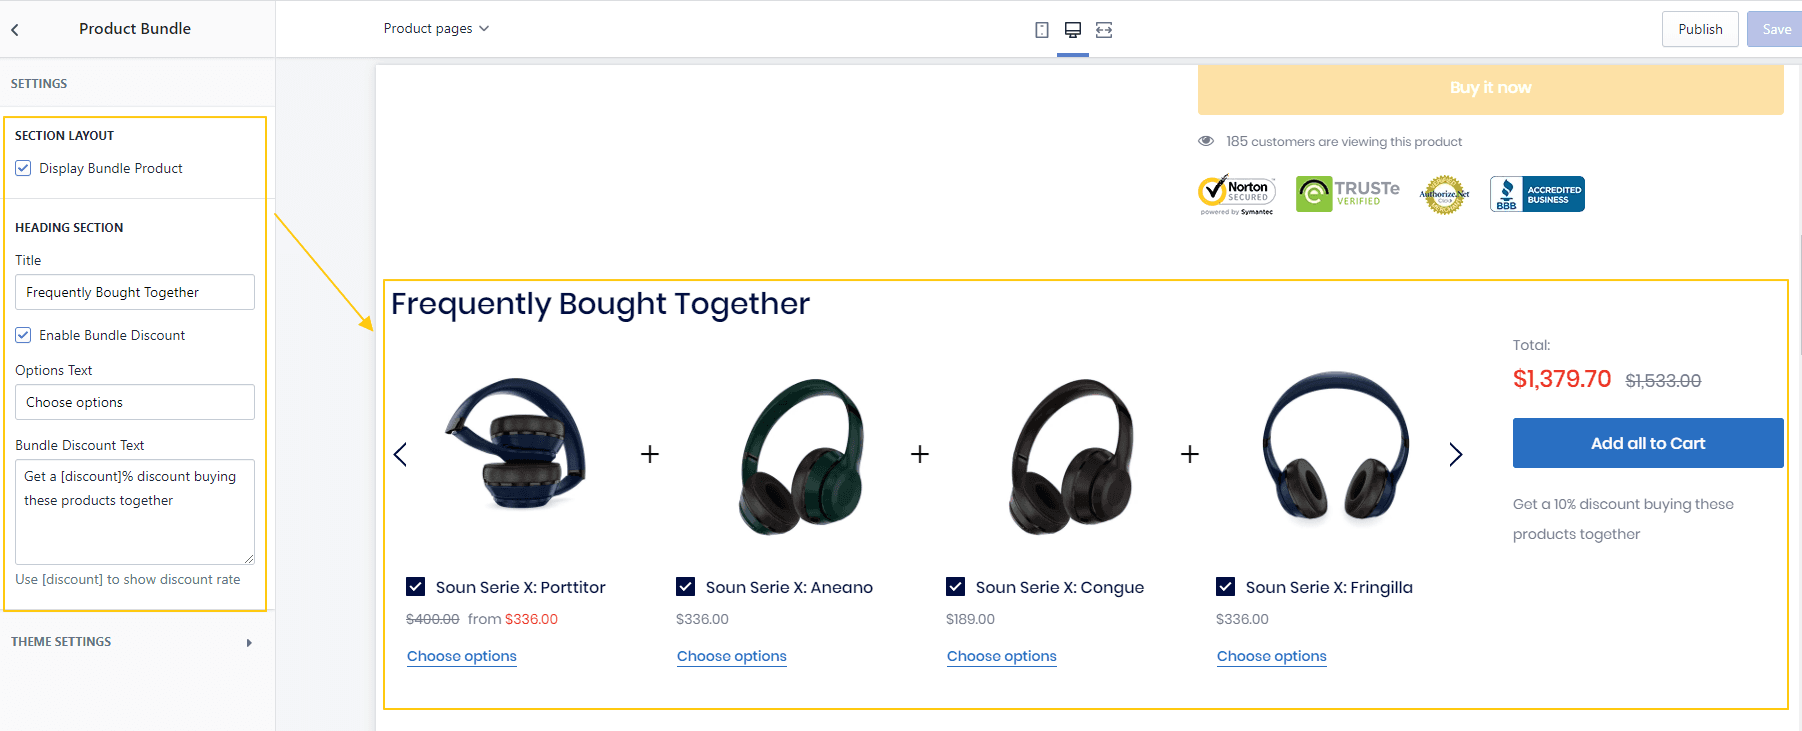 Product Bundle
Product pages
Publish
Save
SETTINGS
SECTION LAYOUT
Display Bundle Product
HEADING SECTION
Title
Frequently Bought Together
Enable Bundle Discount
Options Text
Choose options
Bundle Discount Text
Get a [discount]% discount buying
these products together
Use [discount] to show discount rate
THEME SETTINGS
Buy it now
185 customers are viewing this product
Norton
SECURED
powered by Symantec
TRUSTe
VERIFIED
Authorize.Net
BBB
ACCREDITED
BUSINESS
Frequently Bought Together
Total:
$1,379.70 $1,533.00
Add all to Cart
Get a 10% discount buying these
products together
Soun Serie X: Porttitor
$400.00 from $336.00
Choose options
Soun Serie X: Aneano
$336.00
Choose options
Soun Serie X: Congue
$189.00
Choose options
Soun Serie X: Fringilla
$336.00
Choose options